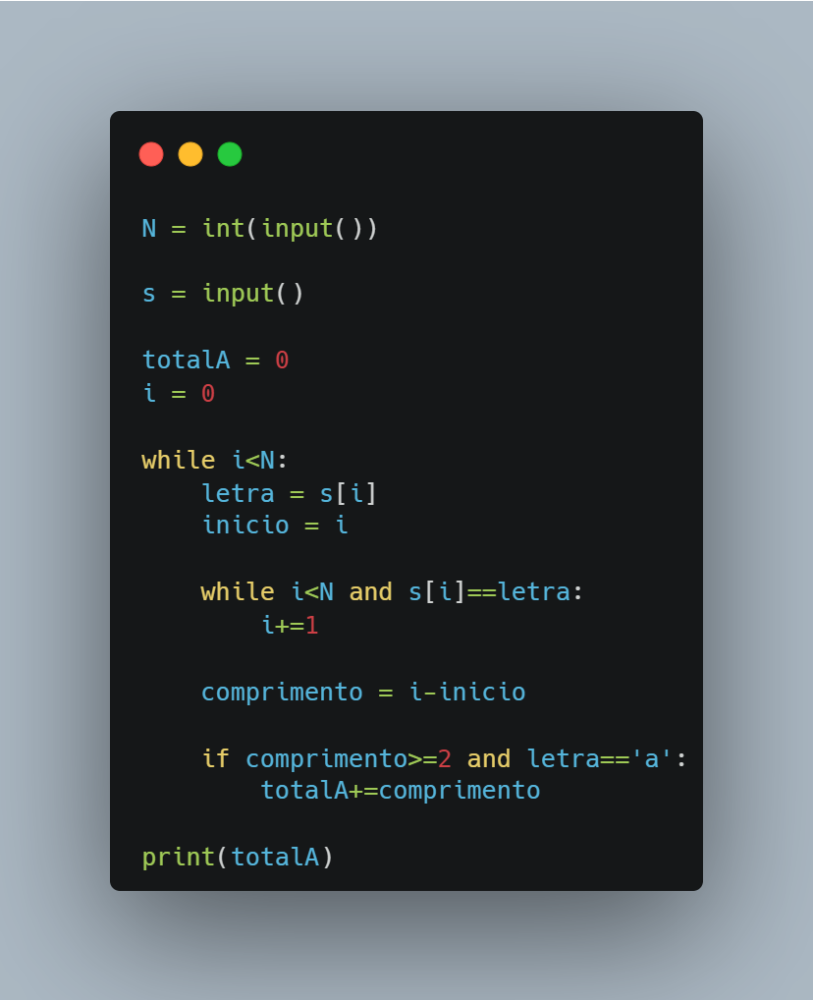 N = int(input())
s = input()
totalA = 0
i = 0
while i<N:
    letra = s[i]
    inicio = i
    while i<N and s[i]==letra:
        i+=1
    comprimento = i-inicio
    if comprimento>=2 and letra=='a':
        totalA+=comprimento
print(totalA)